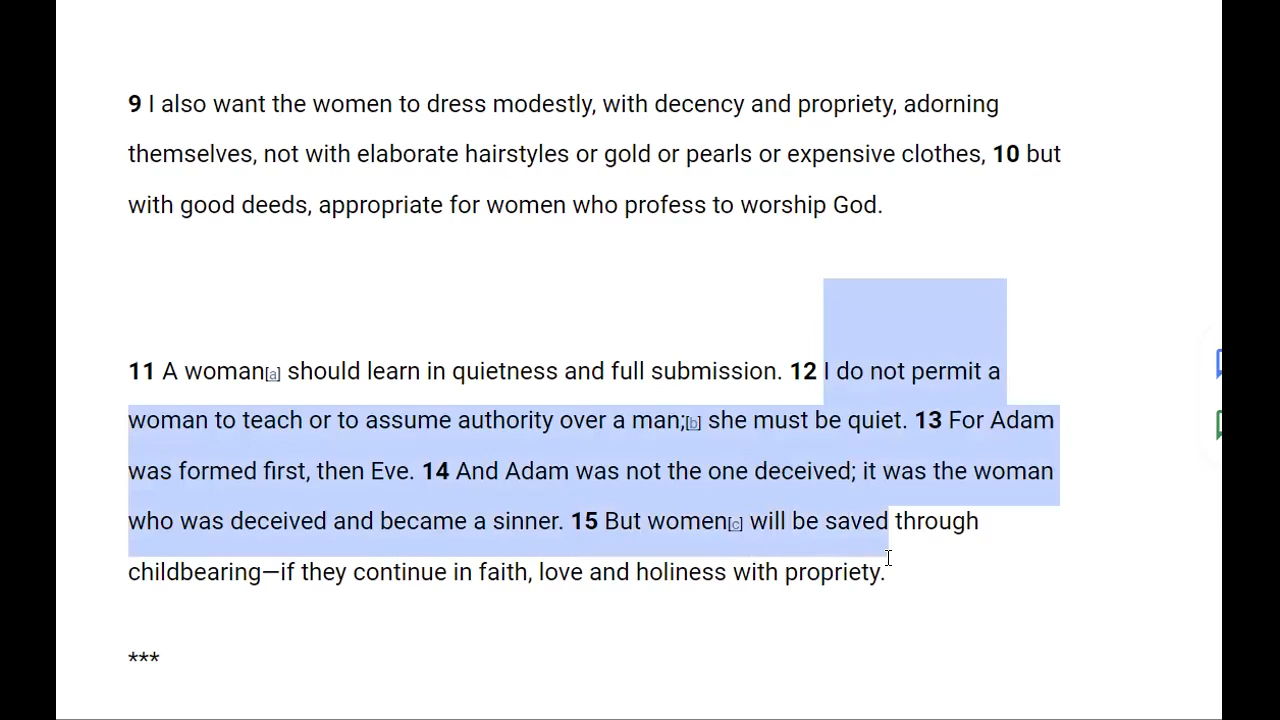 9 I also want the women to dress modestly, with decency and propriety, adorning
themselves, not with elaborate hairstyles or gold or pearls or expensive clothes, 10 but
with good deeds, appropriate for women who profess to worship God.
11 A woman[a] should learn in quietness and full submission. 12 I do not permit a
woman to teach or to assume authority over a man;[b] she must be quiet. 13 For Adam
was formed first, then Eve. 14 And Adam was not the one deceived; it was the woman
who was deceived and became a sinner. 15 But women[c] will be saved through
childbearing—if they continue in faith, love and holiness with propriety.
***